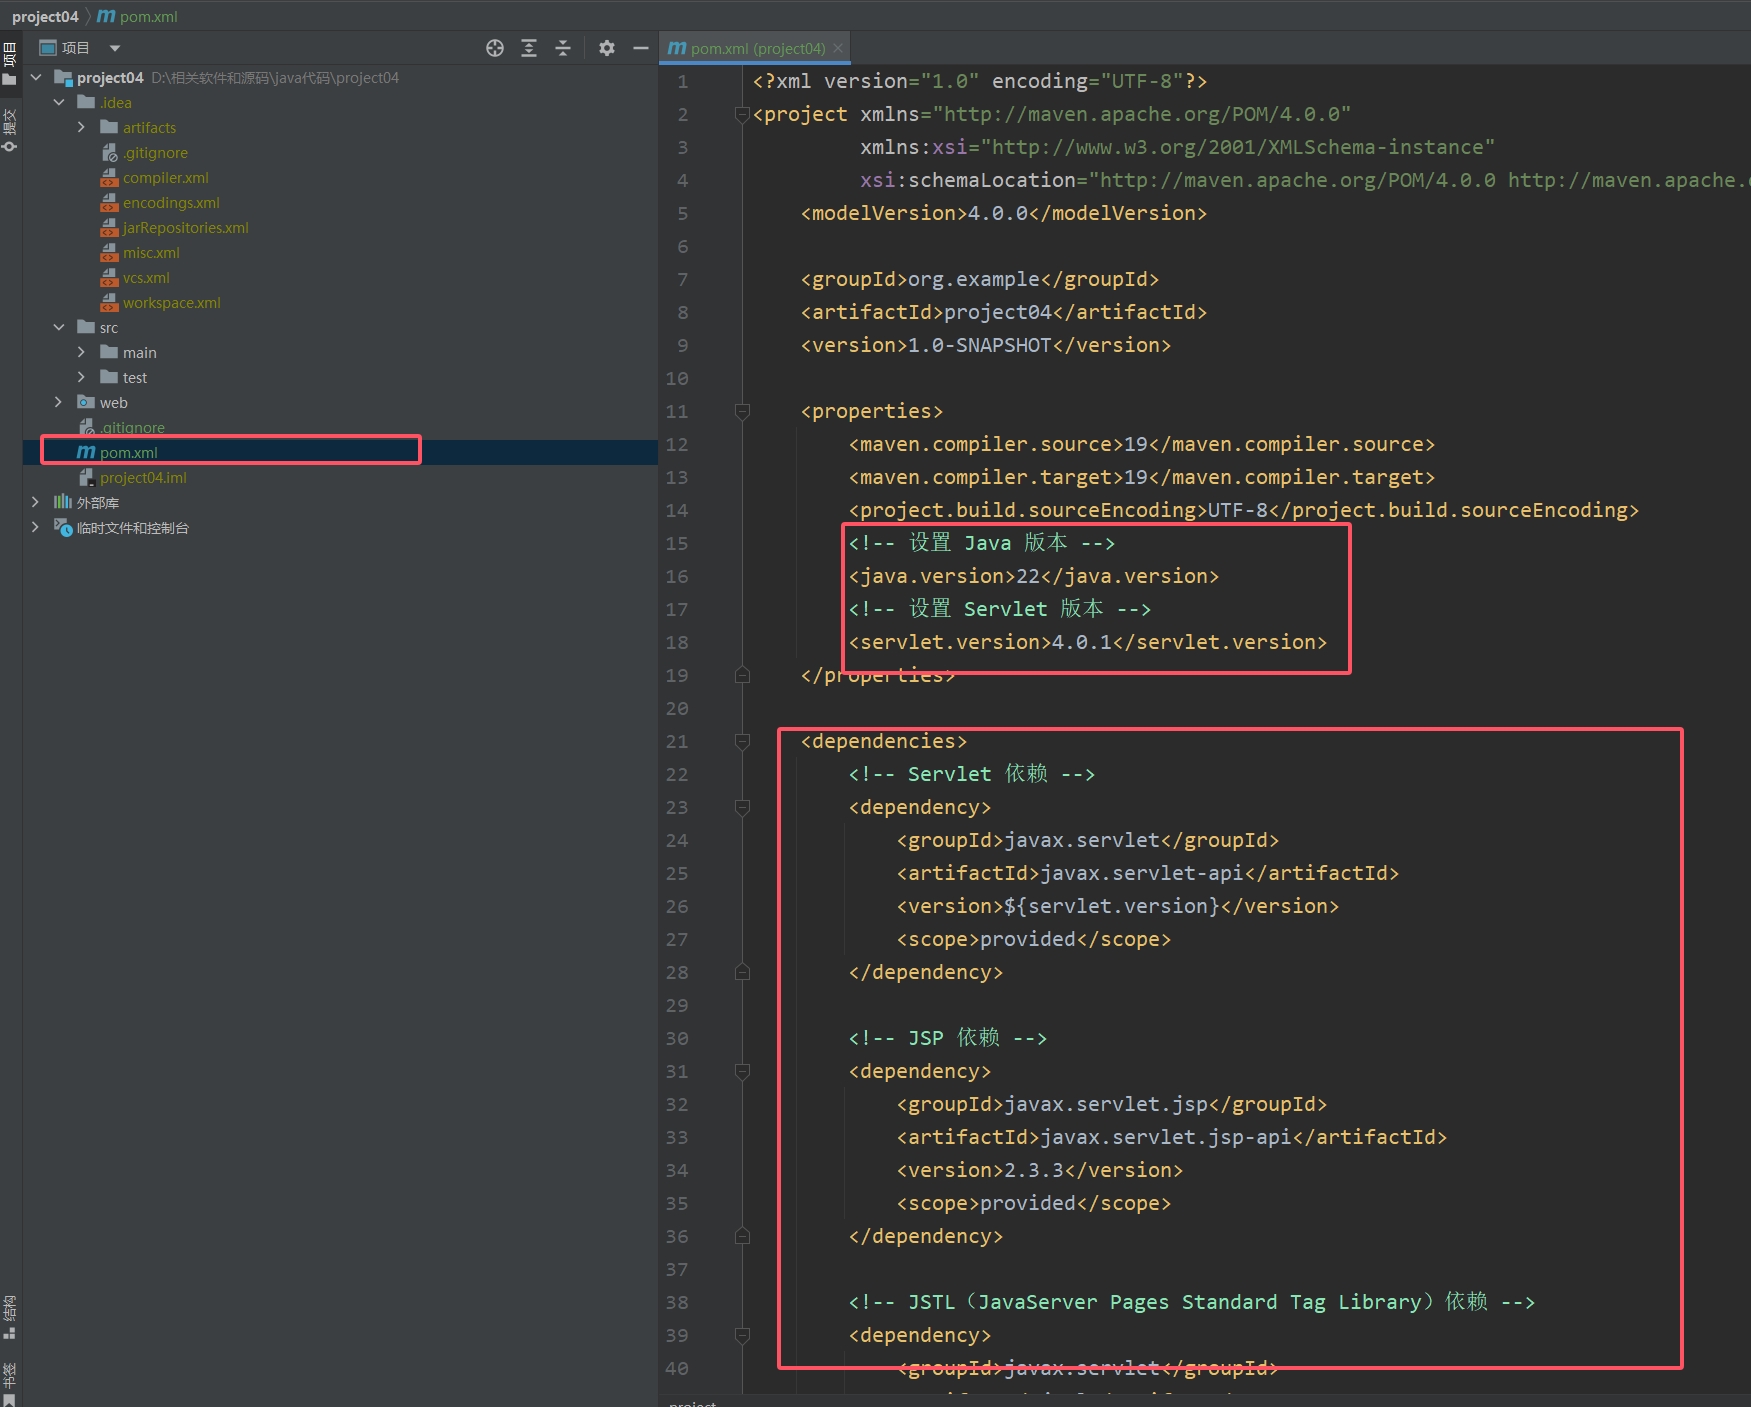 project04 pom.xml
项目
提交
结构
书签
项目
project04 D:\相关软件和源码\java代码\project04
.idea
artifacts
.gitignore
compiler.xml
encodings.xml
jarRepositories.xml
misc.xml
vcs.xml
workspace.xml
src
main
test
web
.gitignore
pom.xml
project04.iml
外部库
临时文件和控制台
pom.xml (project04)
1 <?xml version="1.0" encoding="UTF-8"?>
2 <project xmlns="http://maven.apache.org/POM/4.0.0"
3 xmlns:xsi="http://www.w3.org/2001/XMLSchema-instance"
4 xsi:schemaLocation="http://maven.apache.org/POM/4.0.0 http://maven.apache.
5 <modelVersion>4.0.0</modelVersion>
6
7 <groupId>org.example</groupId>
8 <artifactId>project04</artifactId>
9 <version>1.0-SNAPSHOT</version>
10
11 <properties>
12 <maven.compiler.source>19</maven.compiler.source>
13 <maven.compiler.target>19</maven.compiler.target>
14 <project.build.sourceEncoding>UTF-8</project.build.sourceEncoding>
15 <!-- 设置 Java 版本 -->
16 <java.version>22</java.version>
17 <!-- 设置 Servlet 版本 -->
18 <servlet.version>4.0.1</servlet.version>
19 </properties>
20
21 <dependencies>
22 <!-- Servlet 依赖 -->
23 <dependency>
24 <groupId>javax.servlet</groupId>
25 <artifactId>javax.servlet-api</artifactId>
26 <version>${servlet.version}</version>
27 <scope>provided</scope>
28 </dependency>
29
30 <!-- JSP 依赖 -->
31 <dependency>
32 <groupId>javax.servlet.jsp</groupId>
33 <artifactId>javax.servlet.jsp-api</artifactId>
34 <version>2.3.3</version>
35 <scope>provided</scope>
36 </dependency>
37
38 <!-- JSTL（JavaServer Pages Standard Tag Library）依赖 -->
39 <dependency>
40 <groupId>javax.servlet</groupId>
project